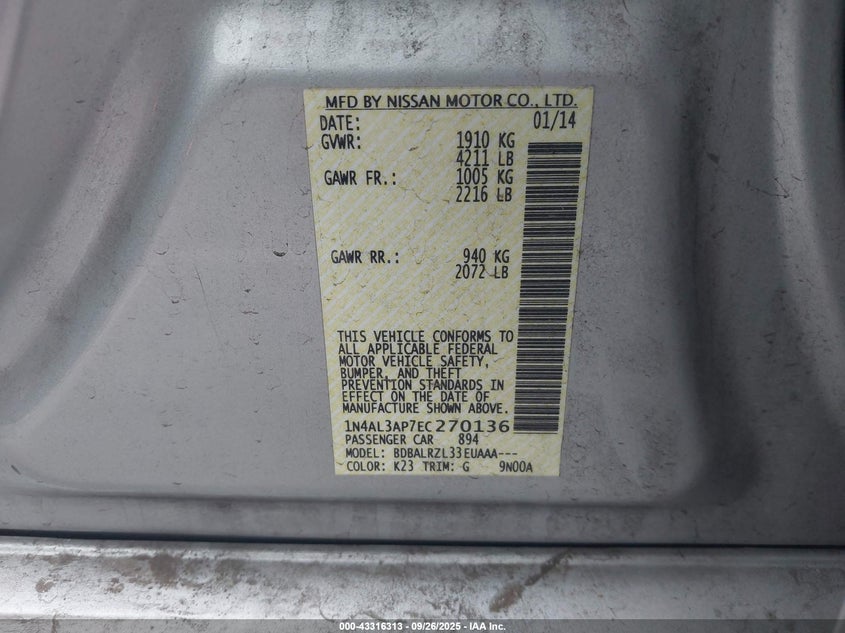 MFD BY NISSAN MOTOR CO., LTD.
DATE: 01/14
GVWR: 1910 KG
4211 LB
GAWR FR.: 1005 KG
2216 LB
GAWR RR.: 940 KG
2072 LB
THIS VEHICLE CONFORMS TO
ALL APPLICABLE FEDERAL
MOTOR VEHICLE SAFETY,
BUMPER, AND THEFT
PREVENTION STANDARDS IN
EFFECT ON THE DATE OF
MANUFACTURE SHOWN ABOVE.
1N4AL3AP7EC270136
PASSENGER CAR 894
MODEL: BDBALRZL33EUAAA---
COLOR: K23 TRIM: G 9N00A
000-43316313 - 09/26/2025 - IAA Inc.